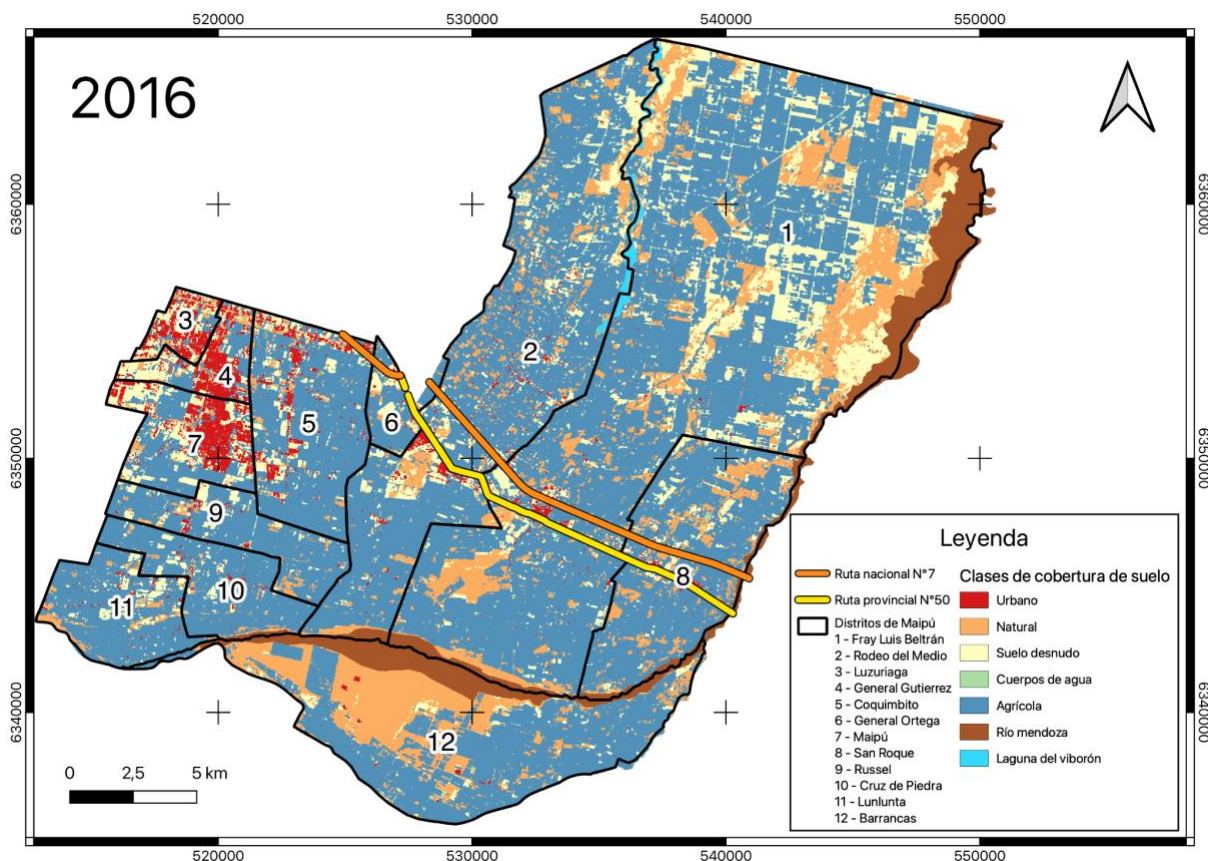 520000 530000 540000 550000
2016
6360000
6360000
6350000
6350000
6340000
6340000
1
2
3
4
5
6
7
8
9
10
11
12
0 2,5 5 km
Leyenda
Ruta nacional N°7
Ruta provincial N°50
Distritos de Maipú
1 - Fray Luis Beltrán
2 - Rodeo del Medio
3 - Luzuriaga
4 - General Gutierrez
5 - Coquimbito
6 - General Ortega
7 - Maipú
8 - San Roque
9 - Russel
10 - Cruz de Piedra
11 - Lunlunta
12 - Barrancas
Clases de cobertura de suelo
Urbano
Natural
Suelo desnudo
Cuerpos de agua
Agrícola
Río mendoza
Laguna del viborón
520000 530000 540000 550000